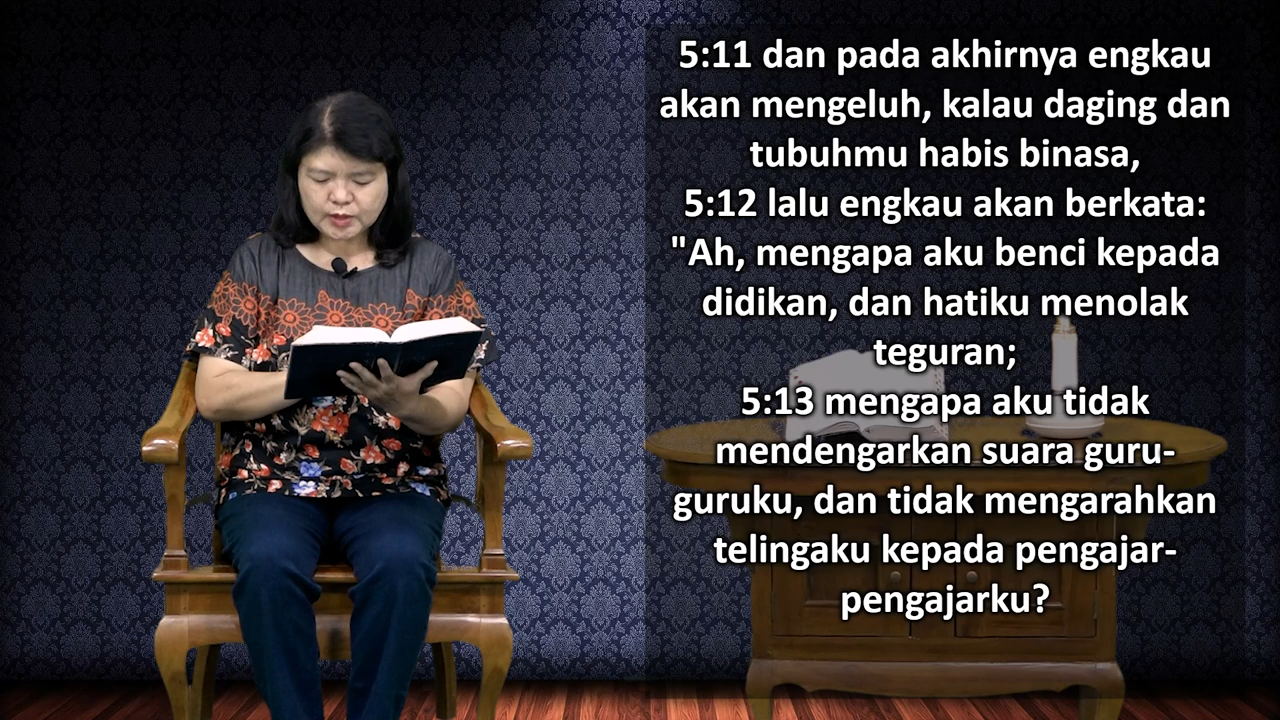 5:11 dan pada akhirnya engkau
akan mengeluh, kalau daging dan
tubuhmu habis binasa,
5:12 lalu engkau akan berkata:
"Ah, mengapa aku benci kepada
didikan, dan hatiku menolak
teguran;
5:13 mengapa aku tidak
mendengarkan suara guru-
guruku, dan tidak mengarahkan
telingaku kepada pengajar-
pengajarku?